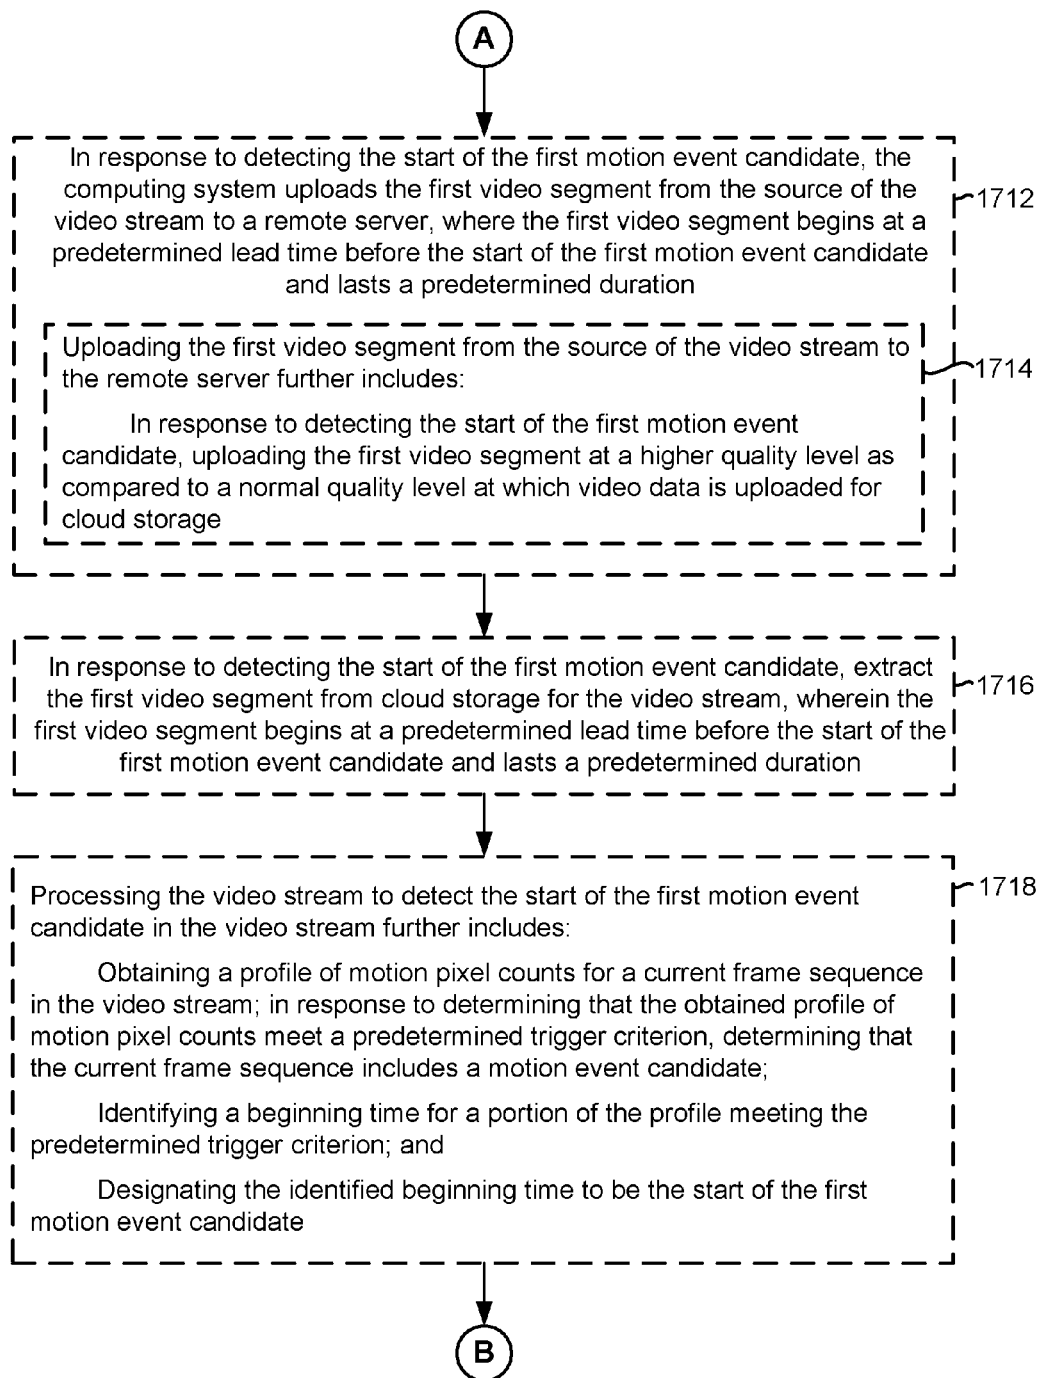 A
In response to detecting the start of the first motion event candidate, the
computing system uploads the first video segment from the source of the
video stream to a remote server, where the first video segment begins at a
predetermined lead time before the start of the first motion event candidate
and lasts a predetermined duration
1712
Uploading the first video segment from the source of the video stream to
the remote server further includes:
In response to detecting the start of the first motion event
candidate, uploading the first video segment at a higher quality level as
compared to a normal quality level at which video data is uploaded for
cloud storage
1714
In response to detecting the start of the first motion event candidate, extract
the first video segment from cloud storage for the video stream, wherein the
first video segment begins at a predetermined lead time before the start of the
first motion event candidate and lasts a predetermined duration
1716
Processing the video stream to detect the start of the first motion event
candidate in the video stream further includes:
Obtaining a profile of motion pixel counts for a current frame sequence
in the video stream; in response to determining that the obtained profile of
motion pixel counts meet a predetermined trigger criterion, determining that
the current frame sequence includes a motion event candidate;
Identifying a beginning time for a portion of the profile meeting the
predetermined trigger criterion; and
Designating the identified beginning time to be the start of the first
motion event candidate
1718
B